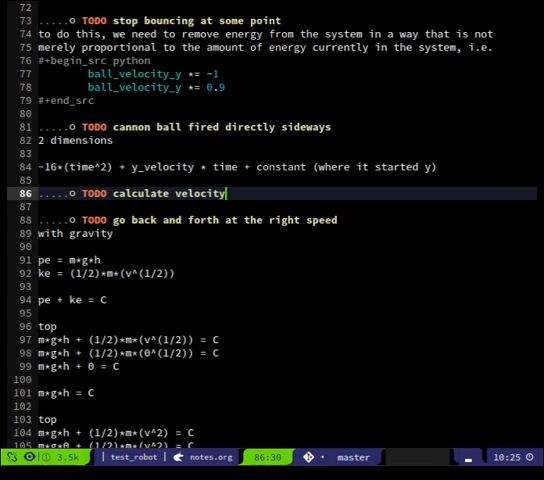 72
73 .....o TODO stop bouncing at some point
74 to do this, we need to remove energy from the system in a way that is not
75 merely proportional to the amount of energy currently in the system, i.e.
76 #+begin_src python
77 ball_velocity_y *= -1
78 ball_velocity_y *= 0.9
79 #+end_src
80
81 .....o TODO cannon ball fired directly sideways
82 2 dimensions
83
84 -16*(time^2) + y_velocity * time + constant (where it started y)
85
86 .....o TODO calculate velocity
87
88 .....o TODO go back and forth at the right speed
89 with gravity
90
91 pe = m*g*h
92 ke = (1/2)*m*(v^(1/2))
93
94 pe + ke = C
95
96 top
97 m*g*h + (1/2)*m*(v^(1/2)) = C
98 m*g*h + (1/2)*m*(0^(1/2)) = C
99 m*g*h + 0 = C
100
101 m*g*h = C
102
103 top
104 m*g*h + (1/2)*m*(v^2) = C
105 m*g*0 + (1/2)*m*(v^2) = C
3.5k | test_robot | notes.org 86:30 master 10:25